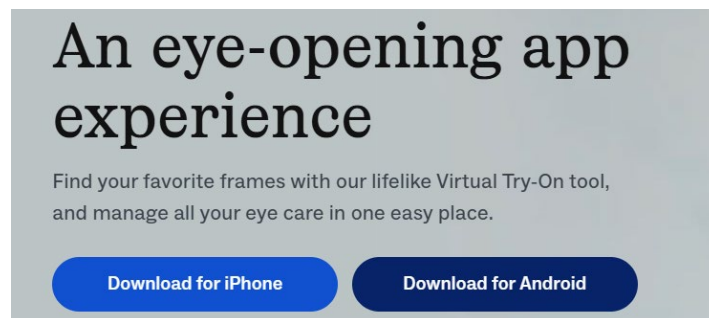 An eye-opening app
experience
Find your favorite frames with our lifelike Virtual Try-On tool,
and manage all your eye care in one easy place.
Download for iPhone
Download for Android